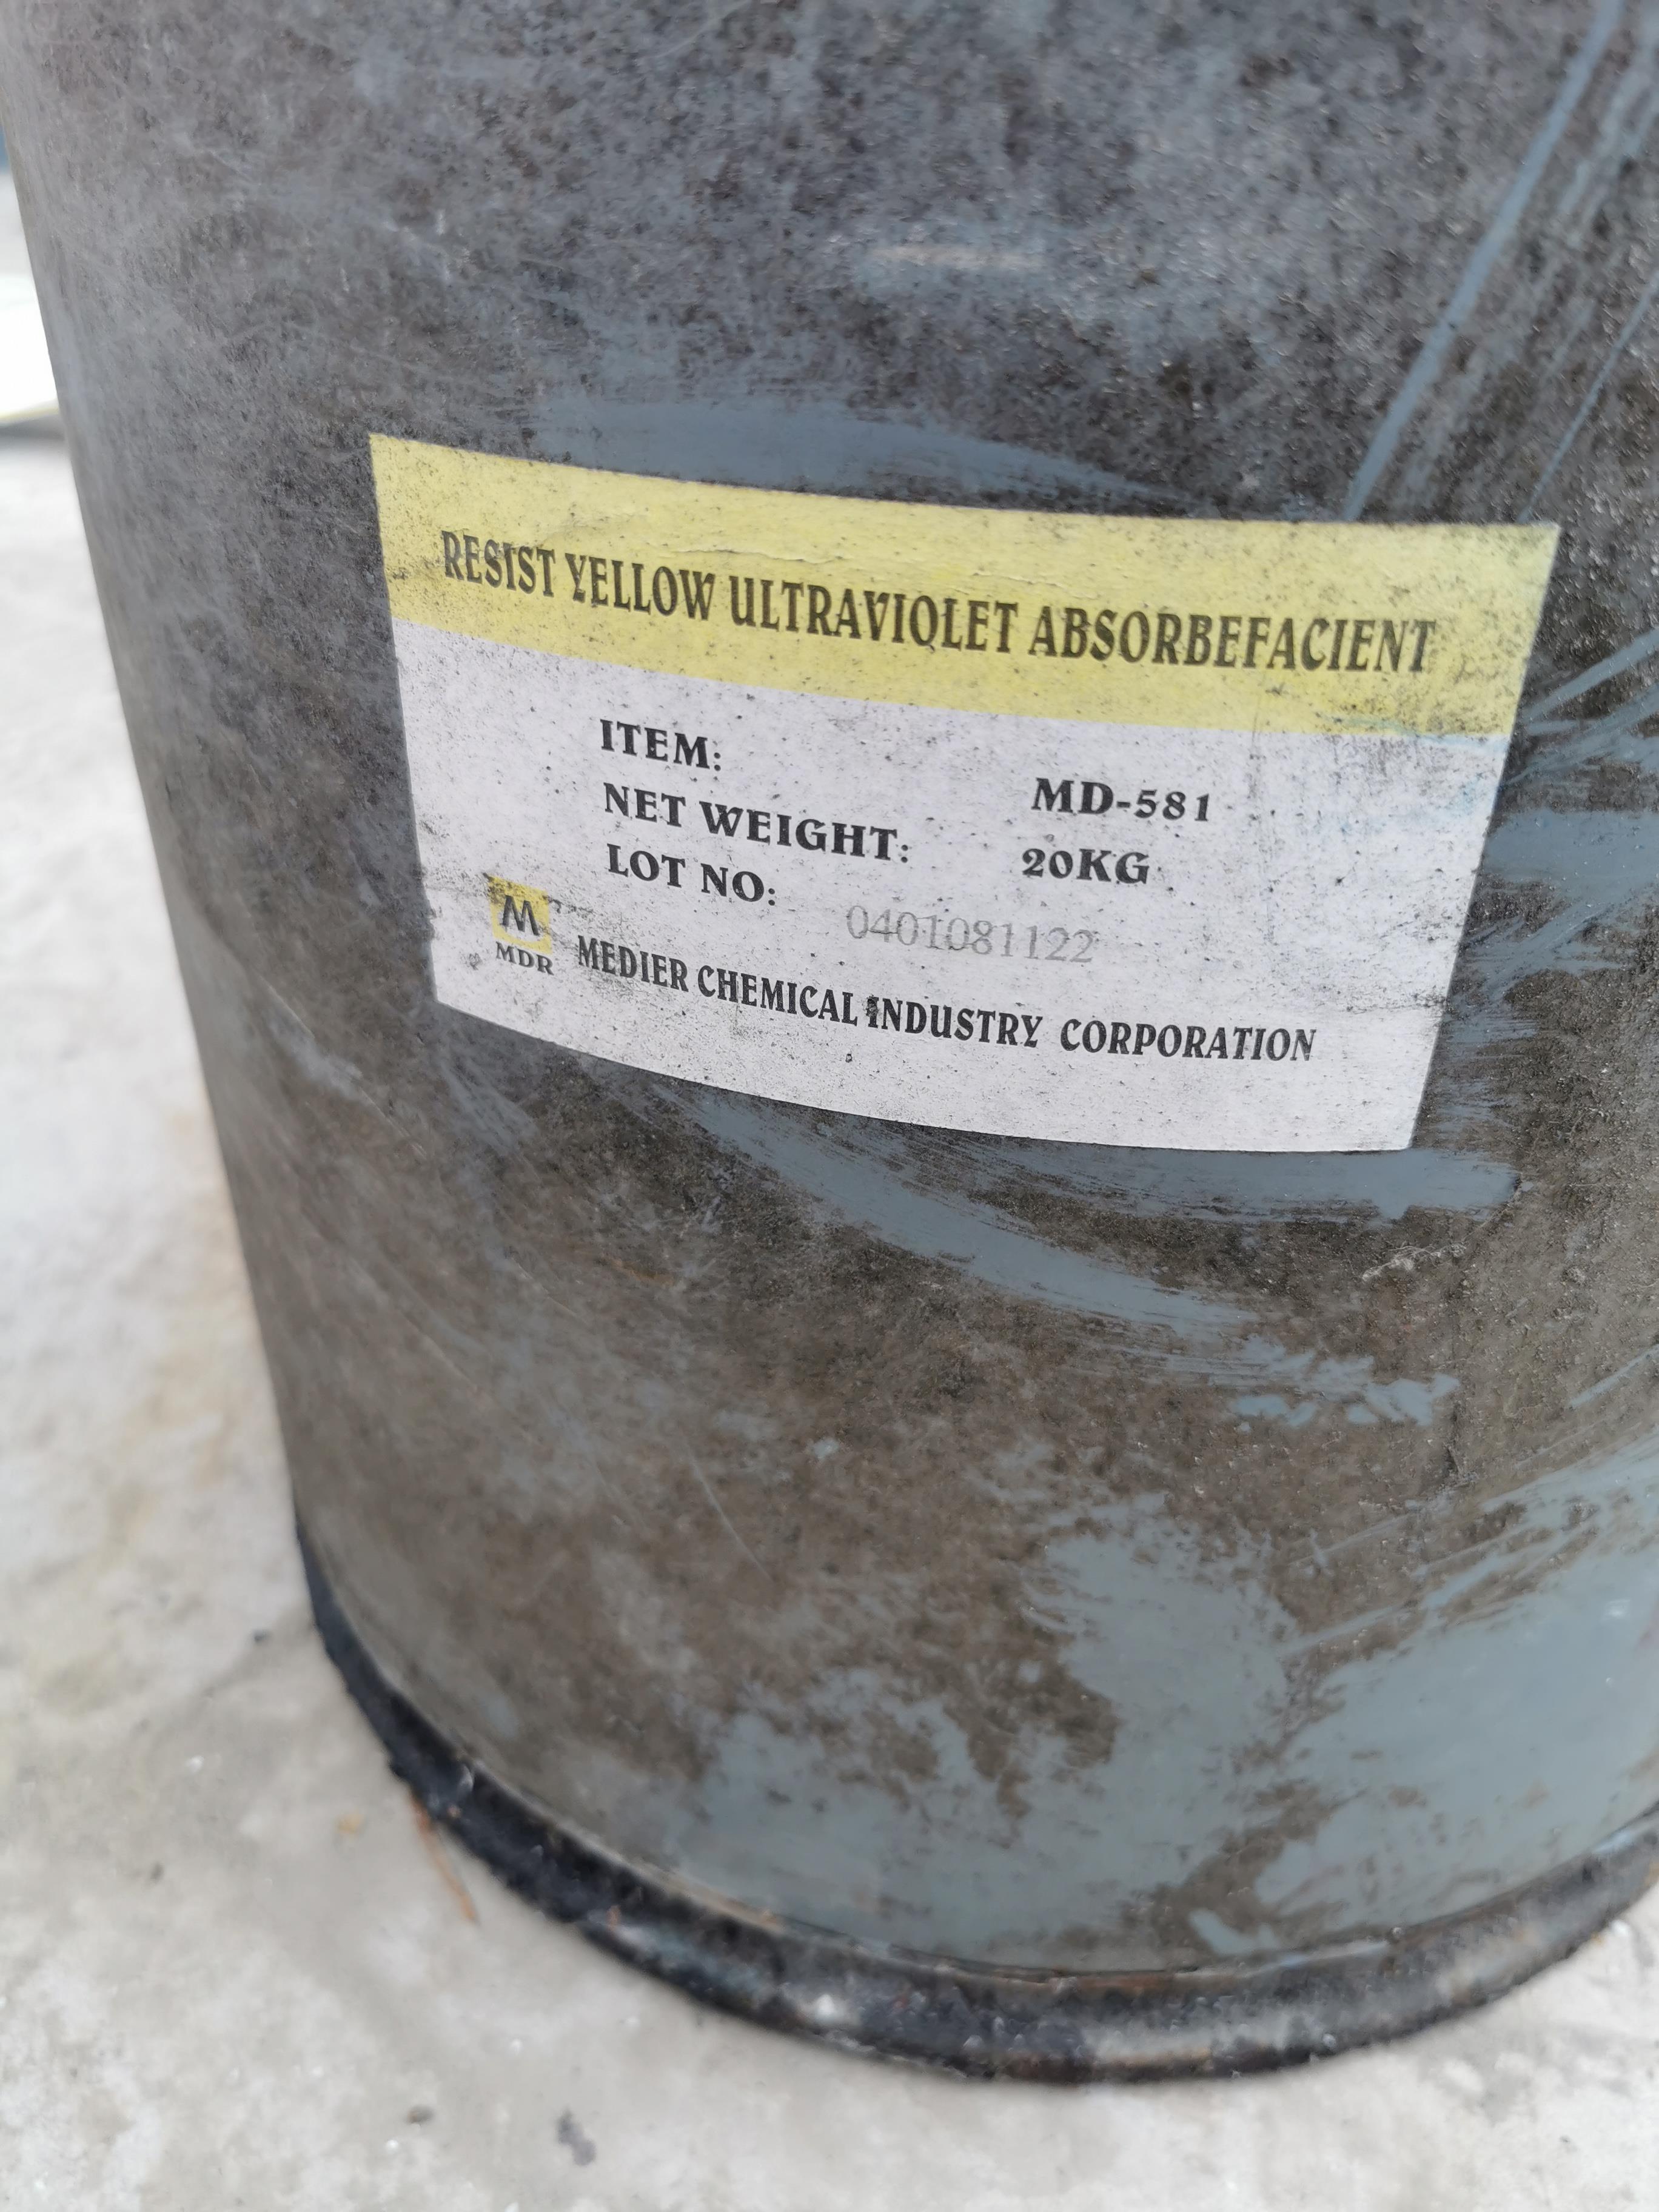 RESIST YELLOW ULTRAVIOLET ABSORBEFACIENT
ITEM: MD-581
NET WEIGHT: 20KG
LOT NO: 0401081122
M
MDR MEDIER CHEMICAL INDUSTRY CORPORATION